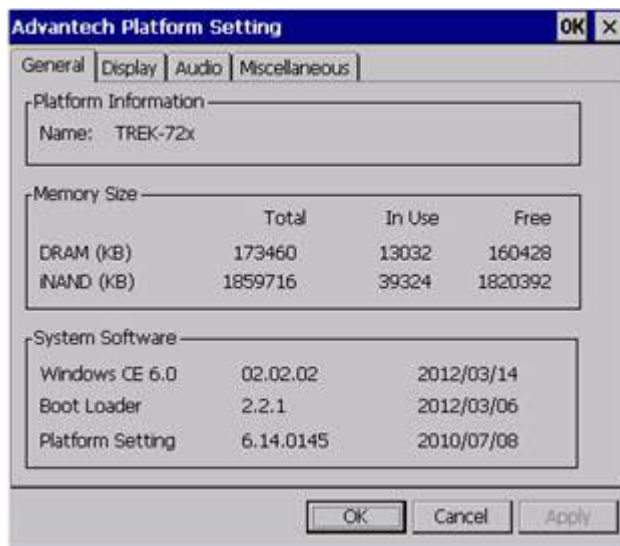 Advantech Platform Setting OK ×
General Display Audio Miscellaneous
Platform Information
Name: TREK-72x
Memory Size
Total In Use Free
DRAM (KB) 173460 13032 160428
iNAND (KB) 1859716 39324 1820392
System Software
Windows CE 6.0 02.02.02 2012/03/14
Boot Loader 2.2.1 2012/03/06
Platform Setting 6.14.0145 2010/07/08
OK Cancel Apply